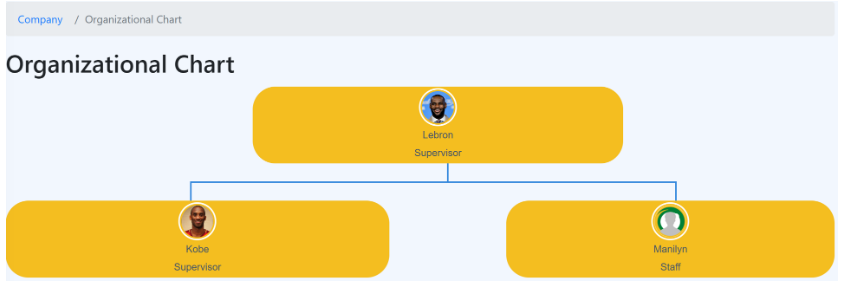 Company / Organizational Chart
Organizational Chart
Lebron
Supervisor
Kobe
Supervisor
Manilyn
Staff